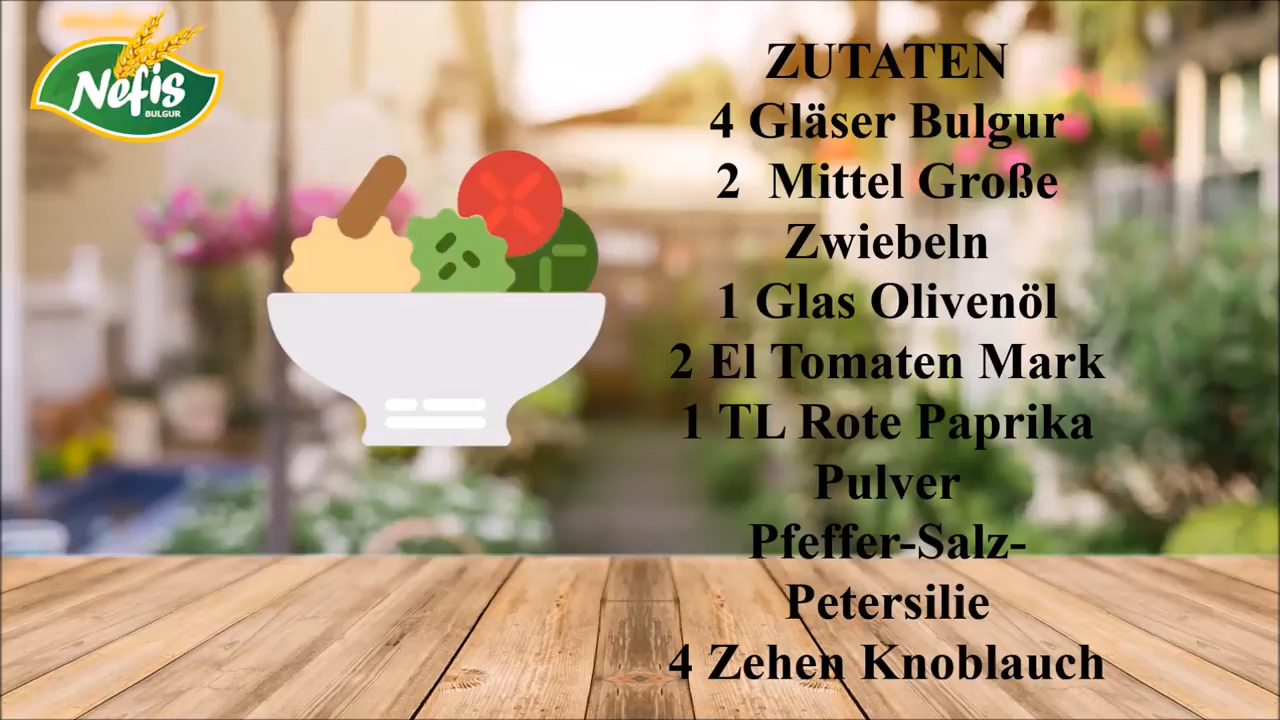 Nefis
BULGUR
ZUTATEN
4 Gläser Bulgur
2 Mittel Große
Zwiebeln
1 Glas Olivenöl
2 El Tomaten Mark
1 TL Rote Paprika
Pulver
Pfeffer-Salz-
Petersilie
4 Zehen Knoblauch